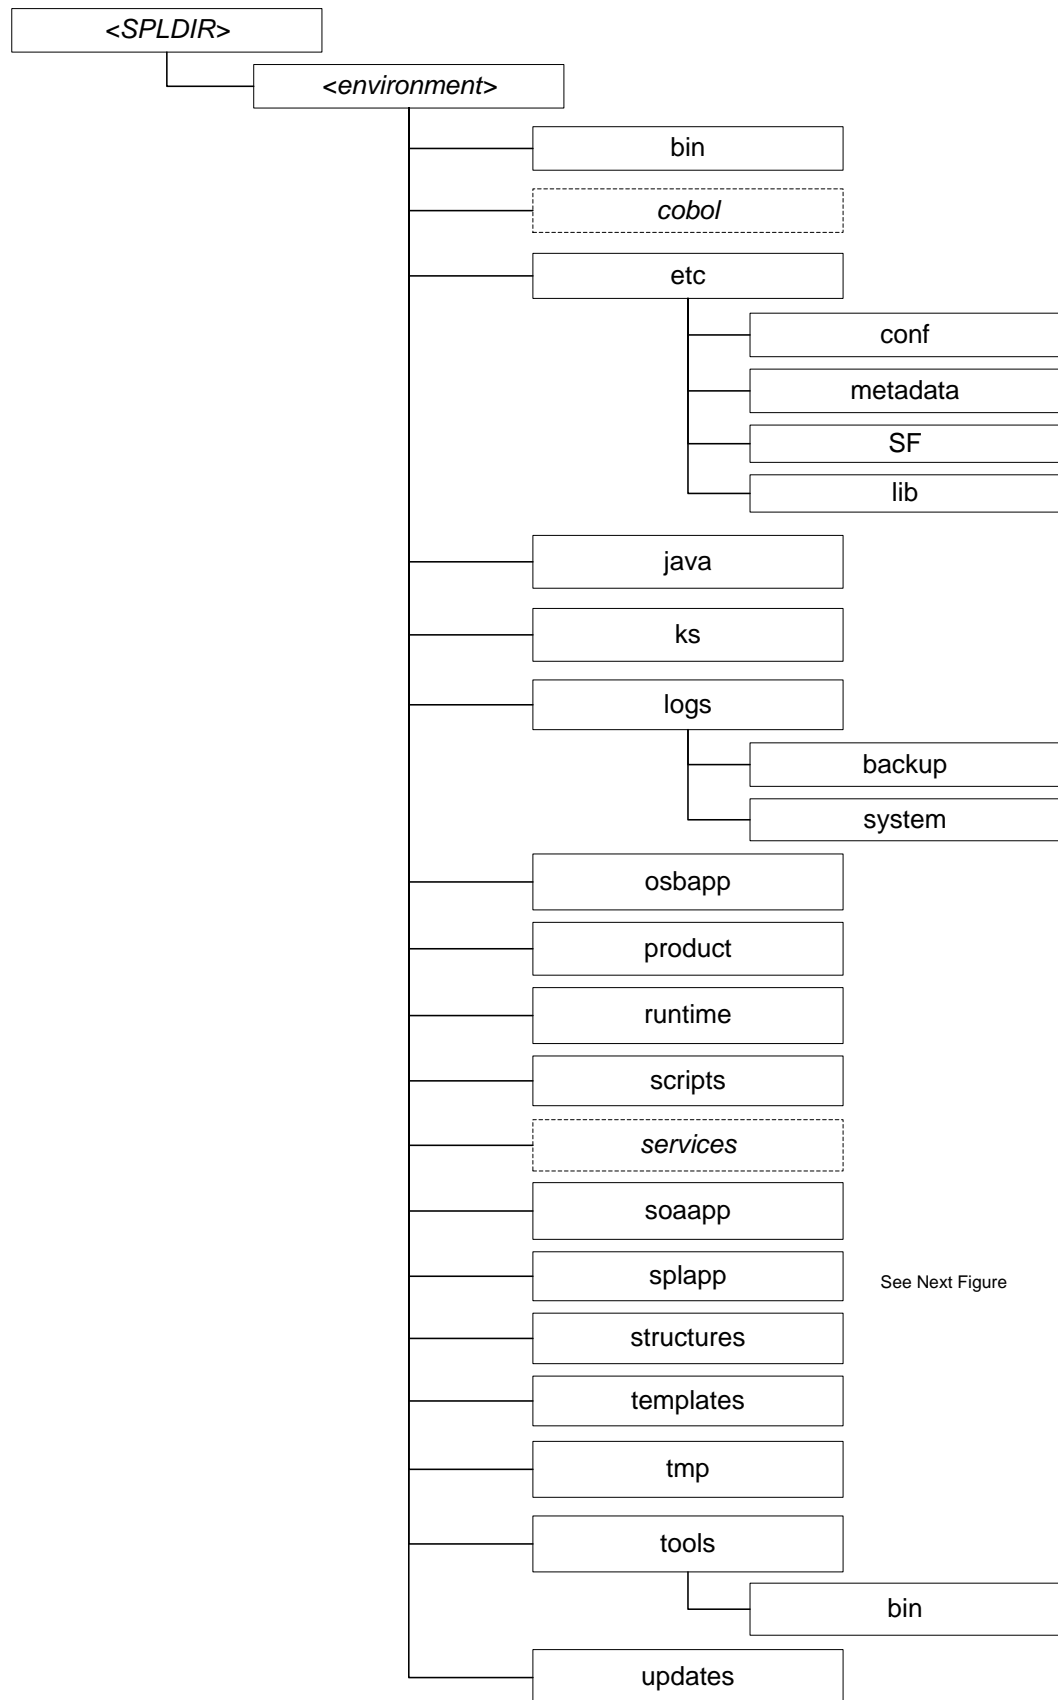 <SPLDIR>
<environment>
bin
cobol
etc
conf
metadata
SF
lib
java
ks
logs
backup
system
osbapp
product
runtime
scripts
services
soaapp
splapp
See Next Figure
structures
templates
tmp
tools
bin
updates